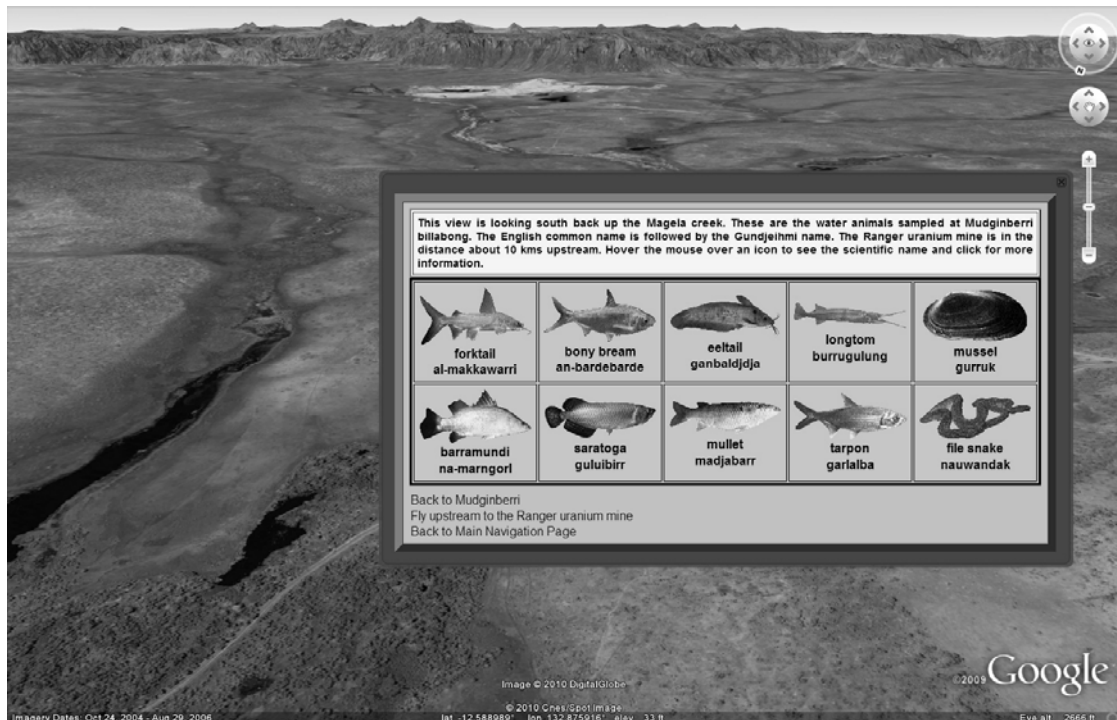 This view is looking south back up the Magela creek. These are the water animals sampled at Mudginberri
billabong. The English common name is followed by the Gundjeihmi name. The Ranger uranium mine is in the
distance about 10 kms upstream. Hover the mouse over an icon to see the scientific name and click for more
information.
forktail
al-makkawarri
bony bream
an-bardebarde
eeltail
ganbaldjdja
longtom
burrugulung
mussel
gurruk
barramundi
na-marngorl
saratoga
guluibirr
mullet
madjabarr
tarpon
garlalba
file snake
nauwandak
Back to Mudginberri
Fly upstream to the Ranger uranium mine
Back to Main Navigation Page
Image © 2010 DigitalGlobe
©2009 Google
© 2010 Cnes/Spot Image
Imagery Dates: Oct 24, 2004 - Aug 29, 2006
lat -12.588989° lon 132.875916° elev 33 ft
Eye alt 2666 ft